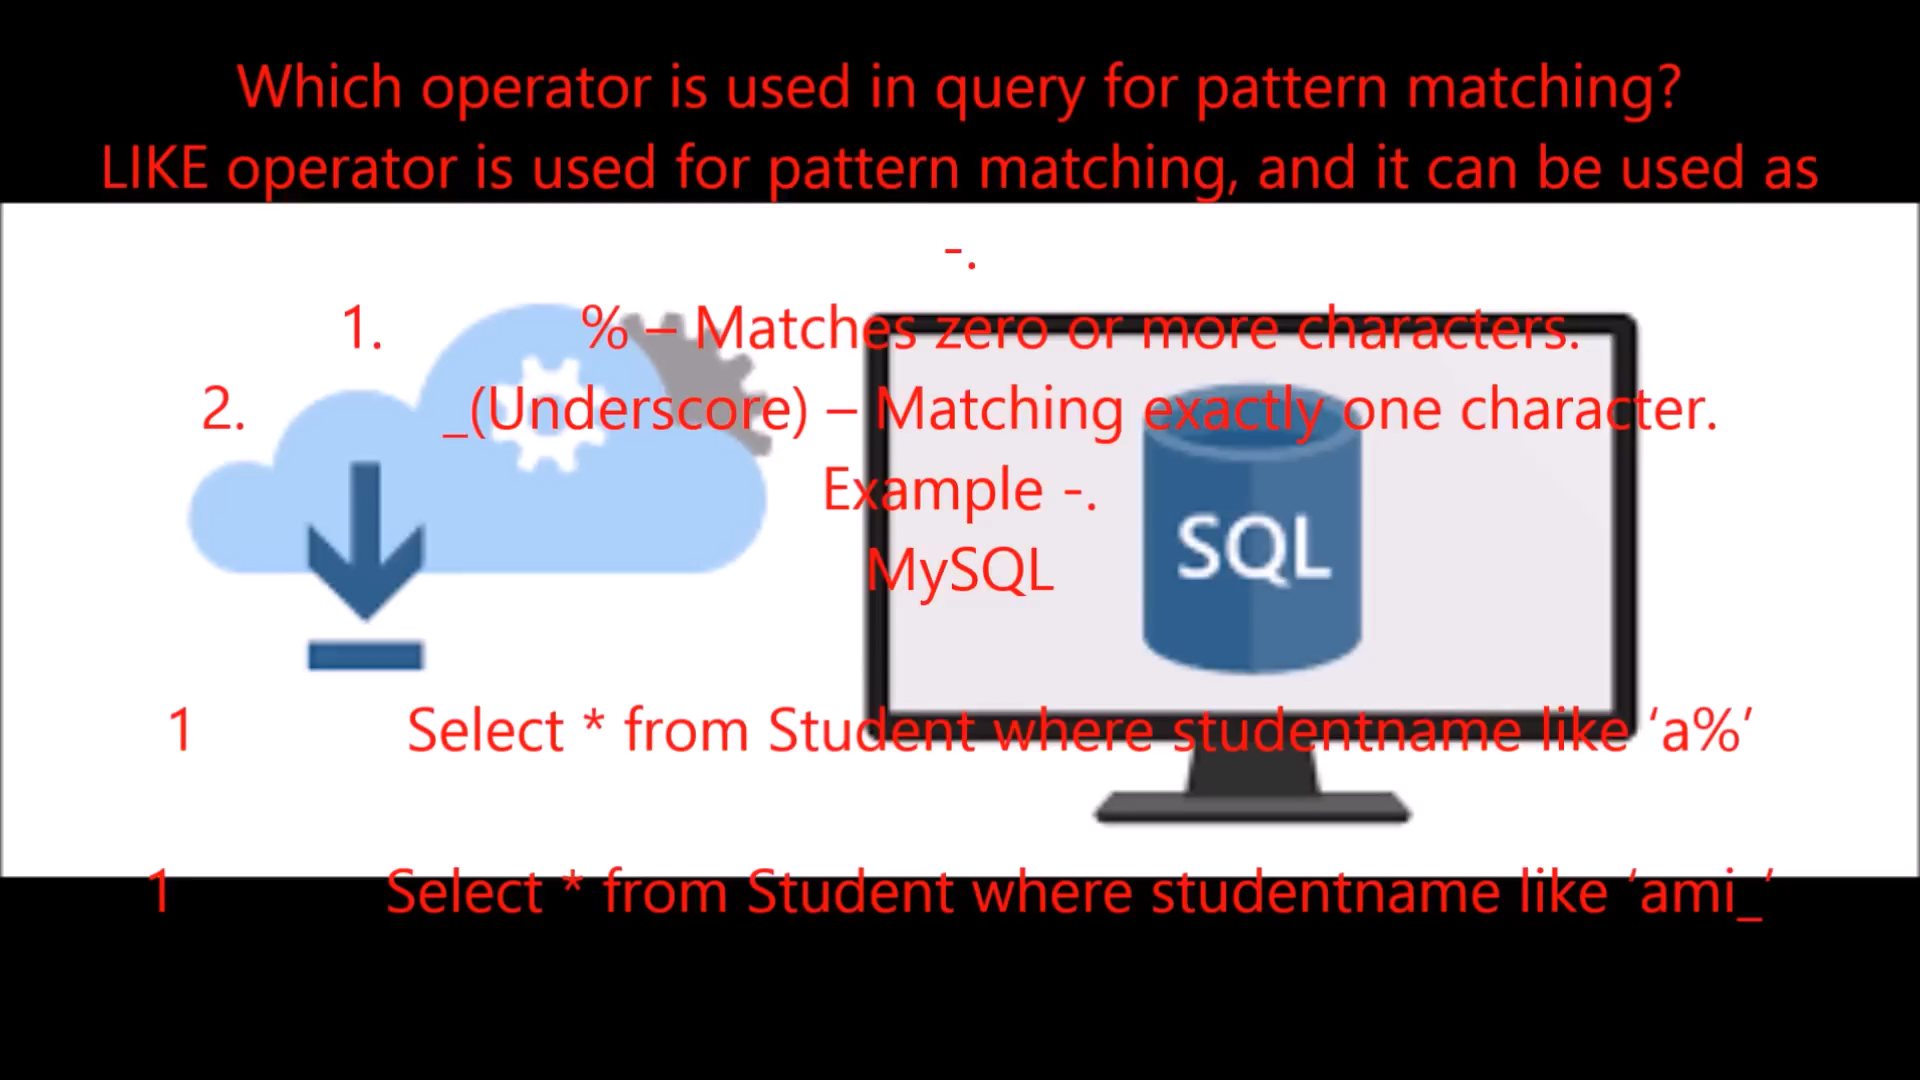 Which operator is used in query for pattern matching?
LIKE operator is used for pattern matching, and it can be used as
-.
1. % – Matches zero or more characters.
2. _(Underscore) – Matching exactly one character.
Example -.
MySQL
SQL
1 Select * from Student where studentname like ‘a%’
1 Select * from Student where studentname like ‘ami_’